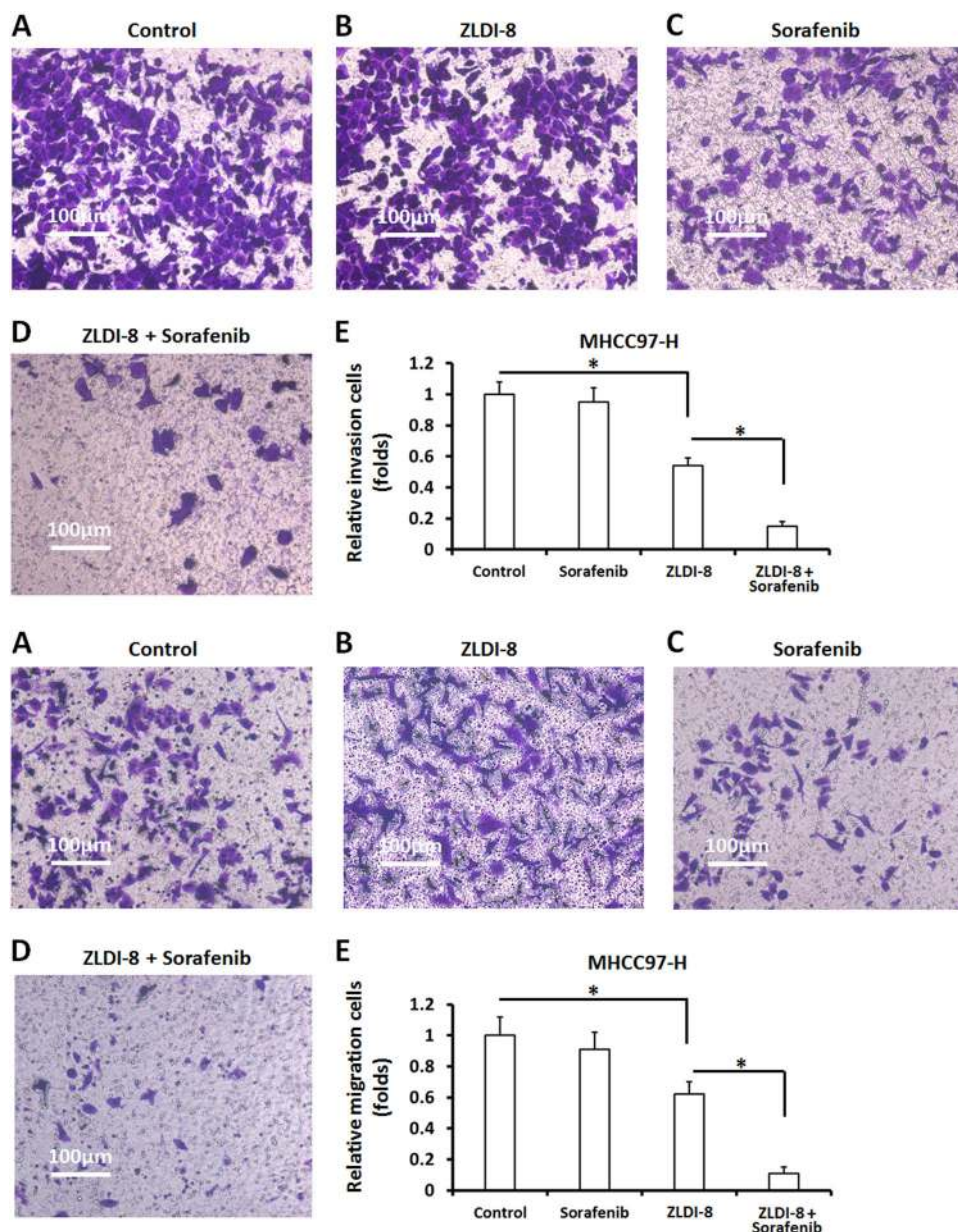 A Control
B ZLDI-8
C Sorafenib
100μm
100μm
100μm
D ZLDI-8 + Sorafenib
100μm
E MHCC97-H
Relative invasion cells
(folds)
1.2
1
0.8
0.6
0.4
0.2
0
*
*
Control
Sorafenib
ZLDI-8
ZLDI-8 +
Sorafenib
A Control
B ZLDI-8
C Sorafenib
100μm
100μm
100μm
D ZLDI-8 + Sorafenib
100μm
E MHCC97-H
Relative migration cells
(folds)
1.2
1
0.8
0.6
0.4
0.2
0
*
*
Control
Sorafenib
ZLDI-8
ZLDI-8 +
Sorafenib